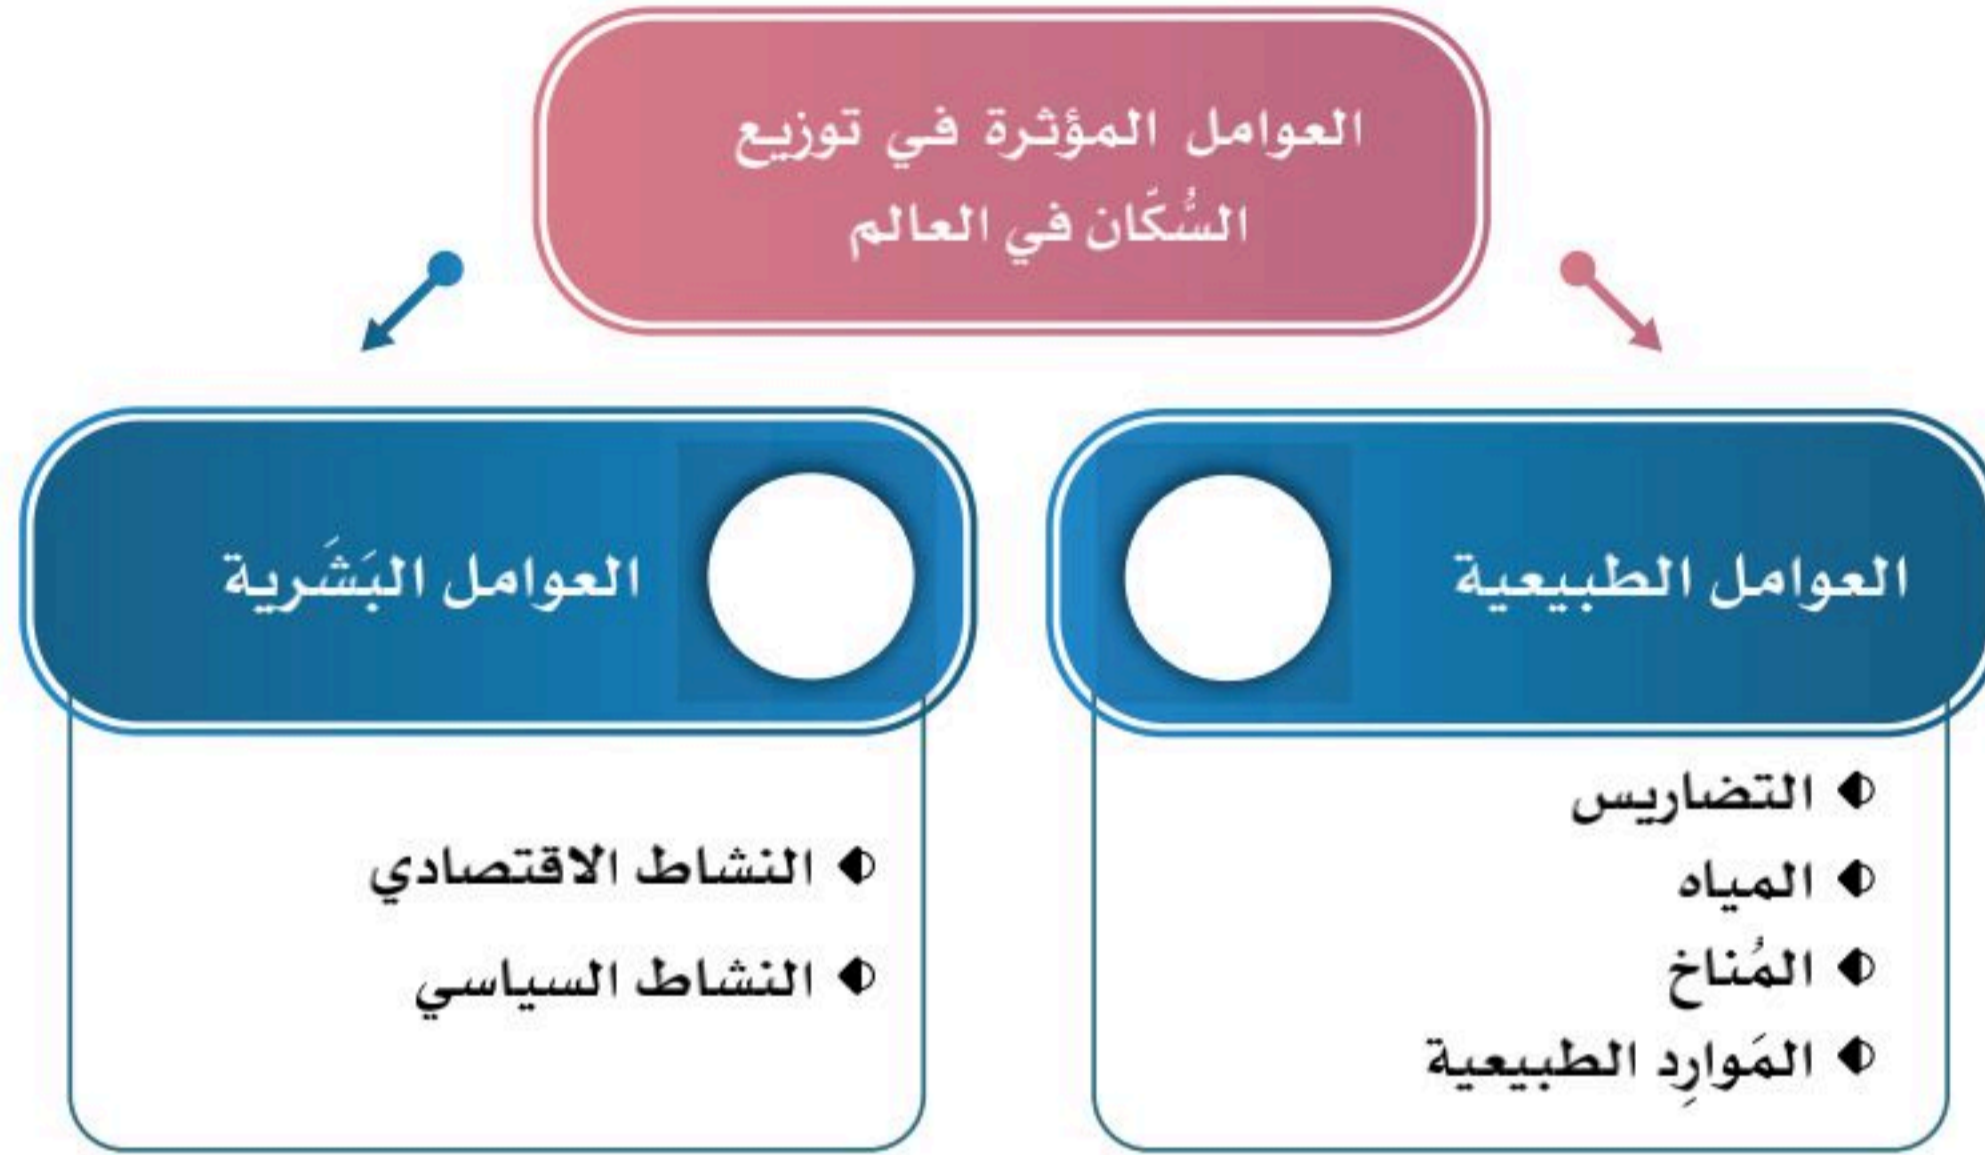 العوامل المؤثرة في توزيع
السُّكّان في العالم
العوامل الطبيعية
التضاريس
المياه
المُناخ
المَوارِد الطبيعية
العوامل البَشَرية
النشاط الاقتصادي
النشاط السياسي